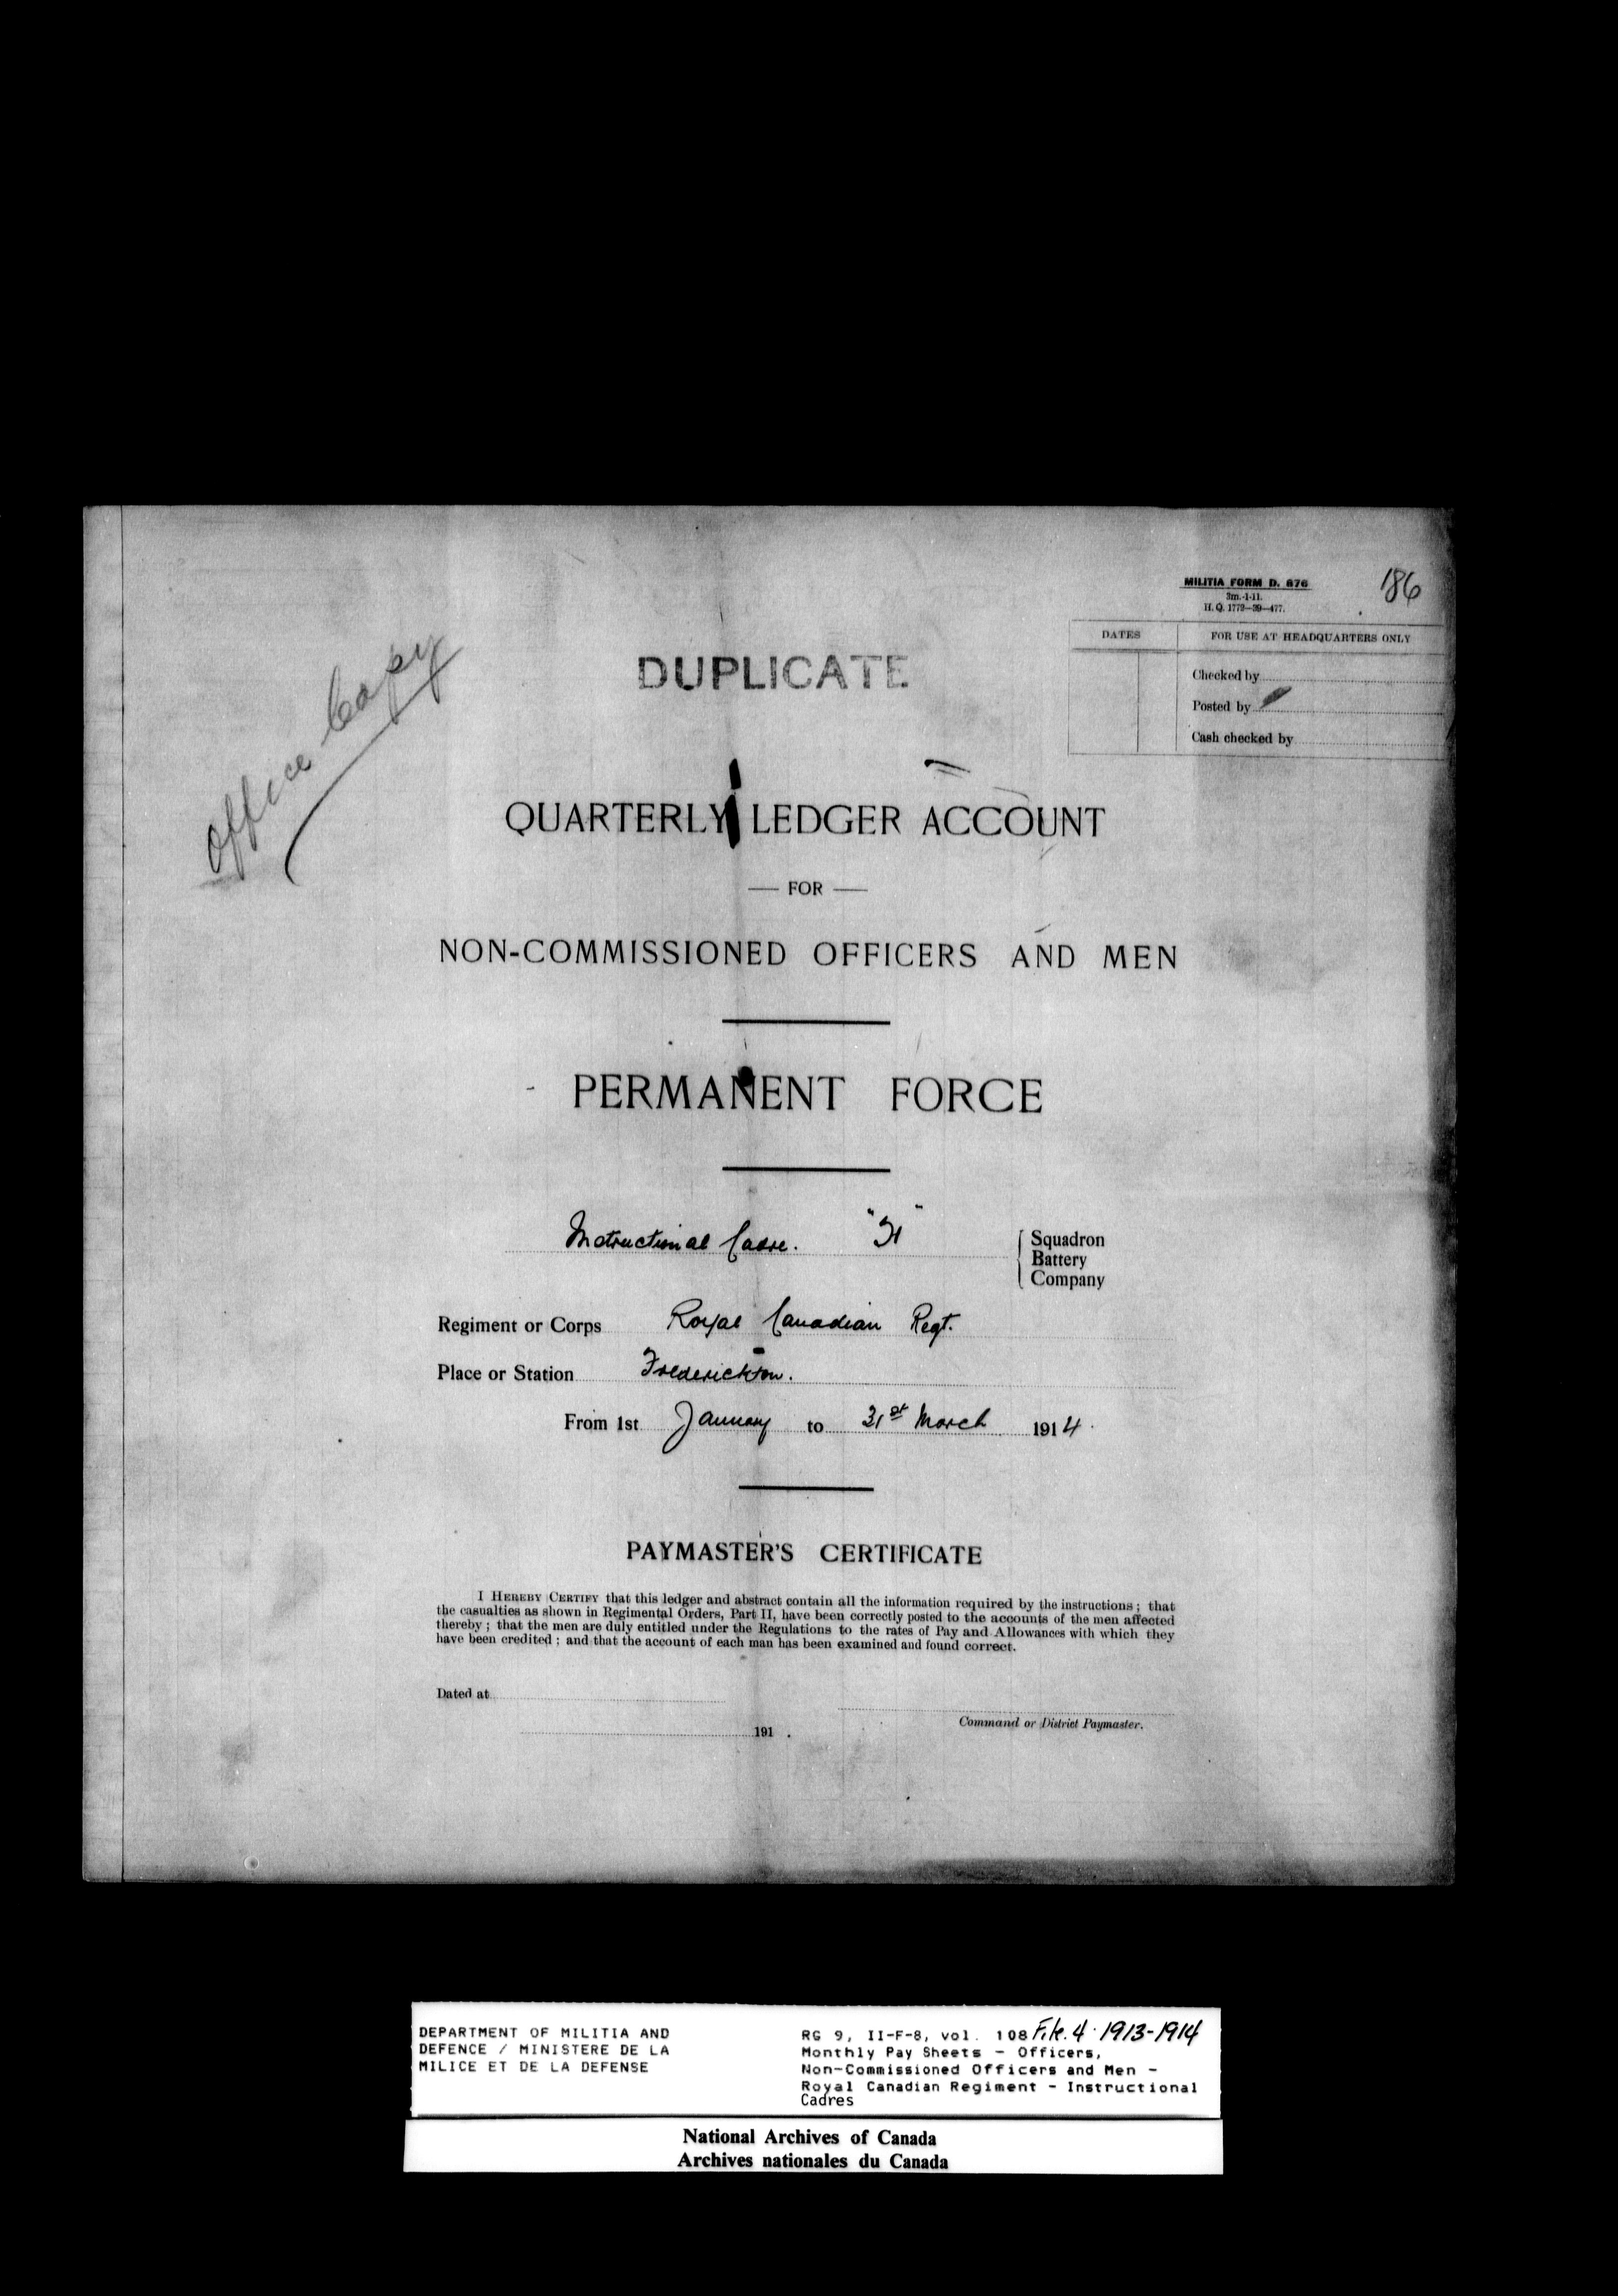 MILITIA FORM D. 876
3m.-1-11.
H. Q. 1772—39—477.
186
DATES
FOR USE AT HEADQUARTERS ONLY
Checked by
Posted by
Cash checked by
Office Copy
DUPLICATE
QUARTERLY LEDGER ACCOUNT
— FOR —
NON-COMMISSIONED OFFICERS AND MEN
PERMANENT FORCE
Instructional Cadre.
Squadron
Battery
Company
Regiment or Corps Royal Canadian Regt.
Place or Station Fredericton.
From 1st January to 31st March 1914.
PAYMASTER'S CERTIFICATE
I HEREBY CERTIFY that this ledger and abstract contain all the information required by the instructions; that
the casualties as shown in Regimental Orders, Part II, have been correctly posted to the accounts of the men affected
thereby; that the men are duly entitled under the Regulations to the rates of Pay and Allowances with which they
have been credited; and that the account of each man has been examined and found correct.
Dated at
191 .
Command or District Paymaster.
DEPARTMENT OF MILITIA AND
DEFENCE / MINISTERE DE LA
MILICE ET DE LA DEFENSE
RG 9, II-F-8, vol. 108 File. 4. 1913-1914
Monthly Pay Sheets - Officers,
Non-Commissioned Officers and Men -
Royal Canadian Regiment - Instructional
Cadres
National Archives of Canada
Archives nationales du Canada